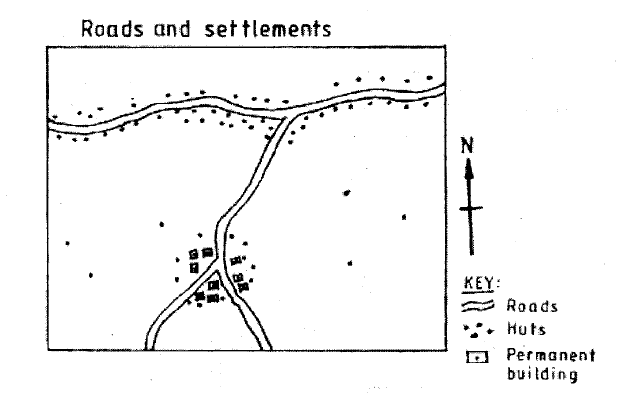 Roads and settlements
N
KEY:
Roads
Huts
Permanent
building